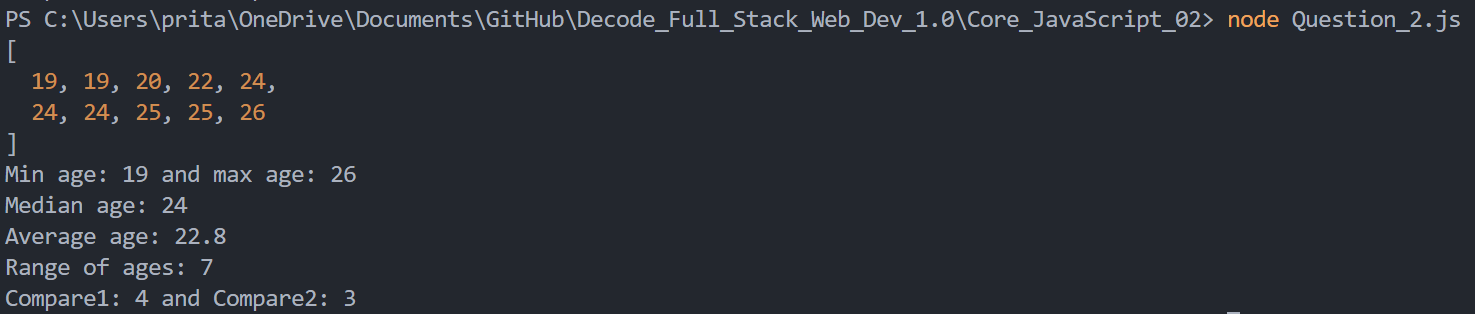 PS C:\Users\prita\OneDrive\Documents\GitHub\Decode_Full_Stack_Web_Dev_1.0\Core_JavaScript_02> node Question_2.js
[
  19, 19, 20, 22, 24,
  24, 24, 25, 25, 26
]
Min age: 19 and max age: 26
Median age: 24
Average age: 22.8
Range of ages: 7
Compare1: 4 and Compare2: 3